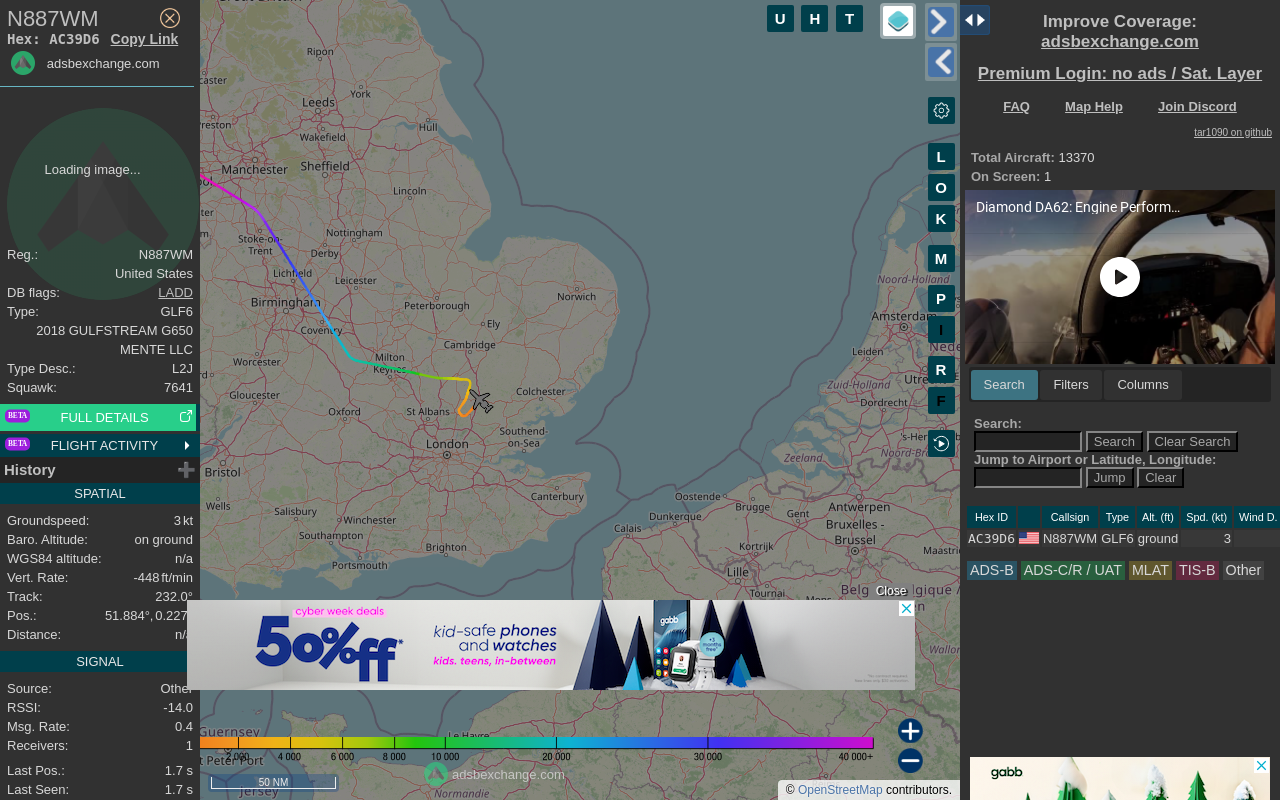 N887WM
Hex: AC39D6 Copy Link
adsbexchange.com
Loading image...
Reg.: N887WM
United States
DB flags: LADD
Type: GLF6
2018 GULFSTREAM G650
MENTE LLC
Type Desc.: L2J
Squawk: 7641
BETA FULL DETAILS
BETA FLIGHT ACTIVITY
History
SPATIAL
Groundspeed: 3 kt
Baro. Altitude: on ground
WGS84 altitude: n/a
Vert. Rate: -448 ft/min
Track: 232.0°
Pos.: 51.884°, 0.227
Distance: n/a
SIGNAL
Source: Other
RSSI: -14.0
Msg. Rate: 0.4
Receivers: 1
Last Pos.: 1.7 s
Last Seen: 1.7 s
U H T
L
O
K
M
P
I
R
F
Ripon
caster
York
Leeds
Preston
Hull
Wakefield
Manchester
Sheffield
Lincoln
Stoke-on-
Trent
Nottingham
Derby
Lichfield
Leicester
Norwich
Birmingham
Peterborough
Coventry
Ely
Cambridge
Worcester
Milton
Keynes
Colchester
Gloucester
Oxford
St Albans
Southend-
on-Sea
London
Bristol
Wells
Canterbury
Salisbury
Winchester
Southampton
Brighton
Portsmouth
Noord-Holland
Amsterdam
Leiden
Zuid-Holland
Dordrecht
Zeeland
Oostende
Brugge
Antwerpen
Dunkerque
Gent
Calais
Bruxelles -
Brussel
Kortrijk
Lille
Tournai
Mons
Guernsey
t Peter Port
Jersey
Le Havre
Normandie
Close
cyber week deals
50% off*
kid-safe phones
and watches
kids, teens, in-between
gabb
+3
months
free!
2 000 4 000 6 000 8 000 10 000 20 000 30 000 40 000+
adsbexchange.com
50 NM
© OpenStreetMap contributors.
Improve Coverage:
adsbexchange.com
Premium Login: no ads / Sat. Layer
FAQ Map Help Join Discord
tar1090 on github
Total Aircraft: 13370
On Screen: 1
Diamond DA62: Engine Perform...
Search Filters Columns
Search:
Search Clear Search
Jump to Airport or Latitude, Longitude:
Jump Clear
Hex ID Callsign Type Alt. (ft) Spd. (kt) Wind D.
AC39D6 N887WM GLF6 ground 3
ADS-B ADS-C/R / UAT MLAT TIS-B Other
gabb